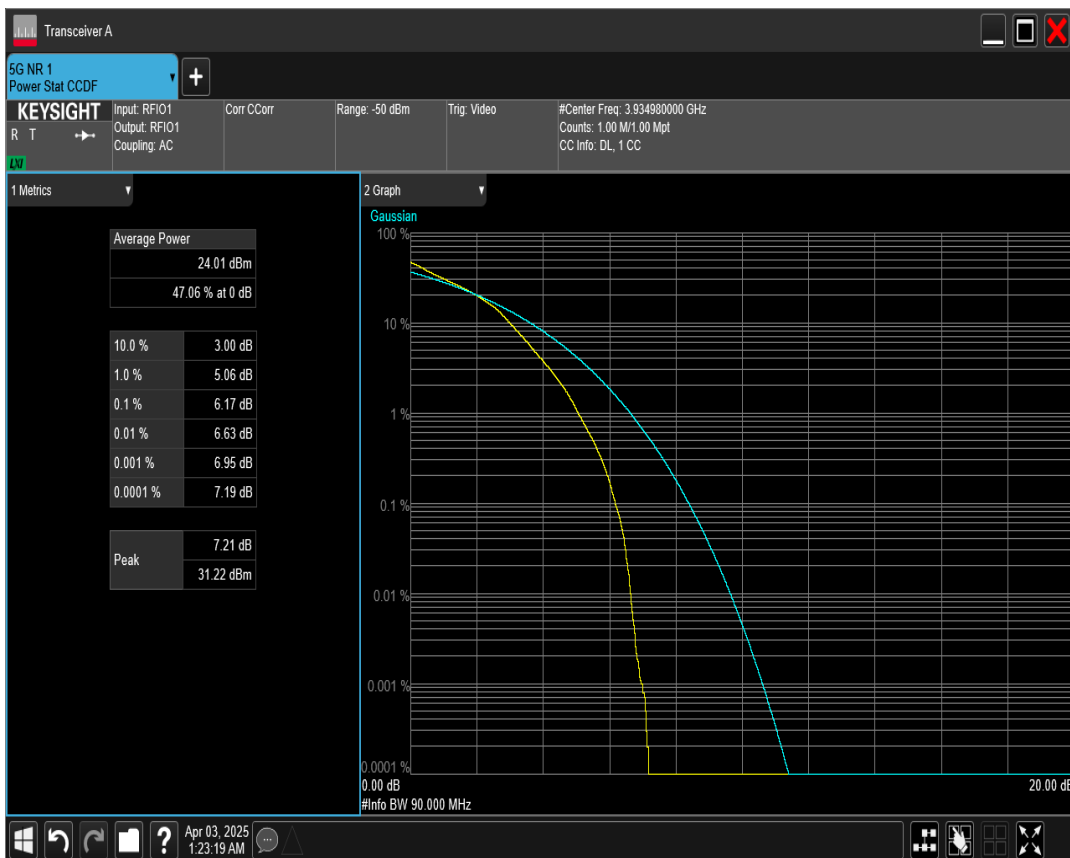 Transceiver A
5G NR 1
Power Stat CCDF
+
KEYSIGHT
R T
LXI
Input: RFIO1
Output: RFIO1
Coupling: AC
Corr CCorr
Range: -50 dBm
Trig: Video
#Center Freq: 3.934980000 GHz
Counts: 1.00 M/1.00 Mpt
CC Info: DL, 1 CC
1 Metrics
Average Power
24.01 dBm
47.06 % at 0 dB
10.0 % 3.00 dB
1.0 % 5.06 dB
0.1 % 6.17 dB
0.01 % 6.63 dB
0.001 % 6.95 dB
0.0001 % 7.19 dB
Peak
7.21 dB
31.22 dBm
2 Graph
Gaussian
100 %
10 %
1 %
0.1 %
0.01 %
0.001 %
0.0001 %
0.00 dB
20.00 dB
#Info BW 90.000 MHz
?
Apr 03, 2025
1:23:19 AM